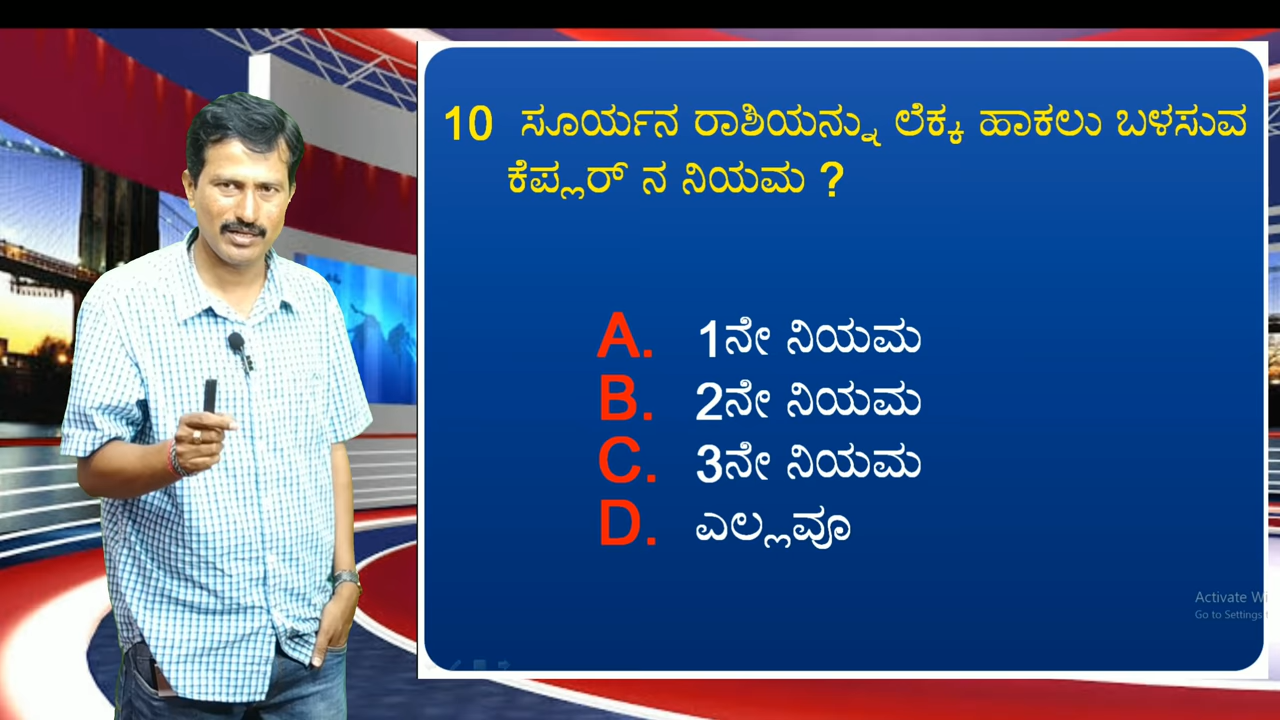 10 ಸೂರ್ಯನ ರಾಶಿಯನ್ನು ಲೆಕ್ಕ ಹಾಕಲು ಬಳಸುವ
ಕೆಪ್ಲರ್ ನ ನಿಯಮ ?
A. 1ನೇ ನಿಯಮ
B. 2ನೇ ನಿಯಮ
C. 3ನೇ ನಿಯಮ
D. ಎಲ್ಲವೂ
Activate Wi
Go to Settings